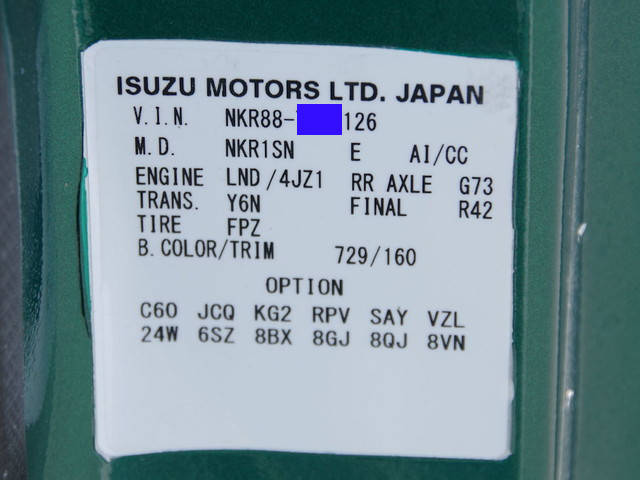 ISUZU MOTORS LTD. JAPAN
V.I.N. NKR88- 126
M.D. NKR1SN E AI/CC
ENGINE LND/4JZ1 RR AXLE G73
TRANS. Y6N FINAL R42
TIRE FPZ
B.COLOR/TRIM 729/160
OPTION
C60 JCQ KG2 RPV SAY VZL
24W 6SZ 8BX 8GJ 8QJ 8VN